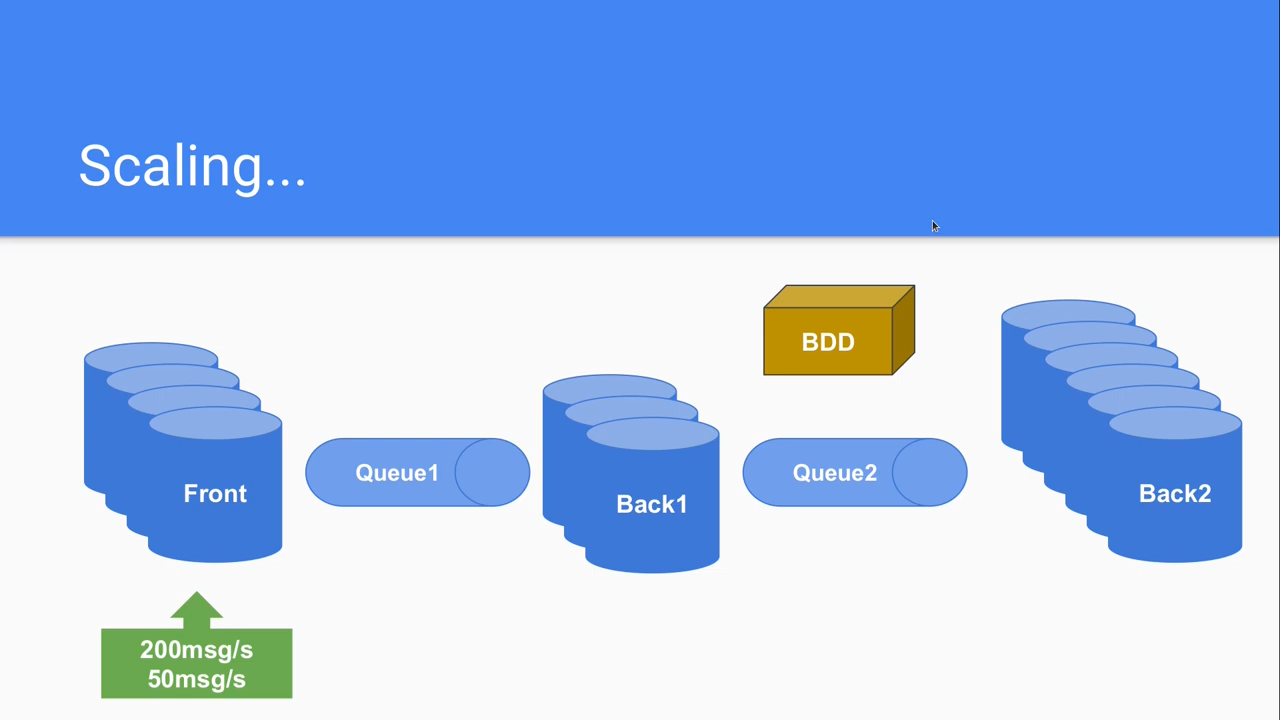 Scaling...
BDD
Front
Queue1
Back1
Queue2
Back2
200msg/s
50msg/s